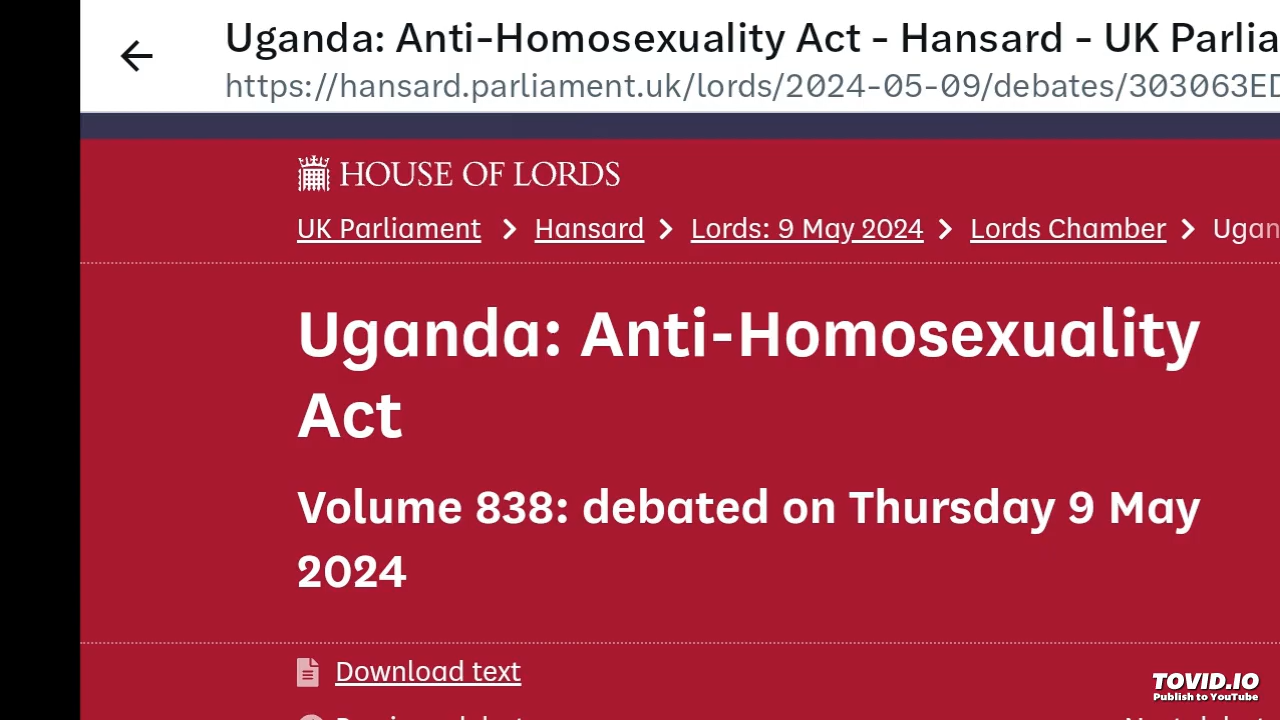 Uganda: Anti-Homosexuality Act - Hansard - UK Parlia
https://hansard.parliament.uk/lords/2024-05-09/debates/303063ED
HOUSE OF LORDS
UK Parliament > Hansard > Lords: 9 May 2024 > Lords Chamber > Ugan
Uganda: Anti-Homosexuality
Act
Volume 838: debated on Thursday 9 May
2024
Download text
TOVID.IO
Publish to YouTube